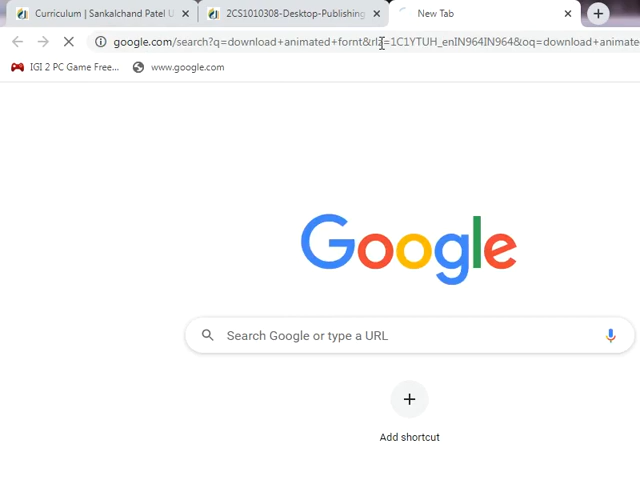 Curriculum | Sankalchand Patel U
2CS1010308-Desktop-Publishing
New Tab
google.com/search?q=download+animated+fornt&rlz=1C1YTUH_enIN964IN964&oq=download+animate
IGI 2 PC Game Free...
www.google.com
Google
Search Google or type a URL
Add shortcut